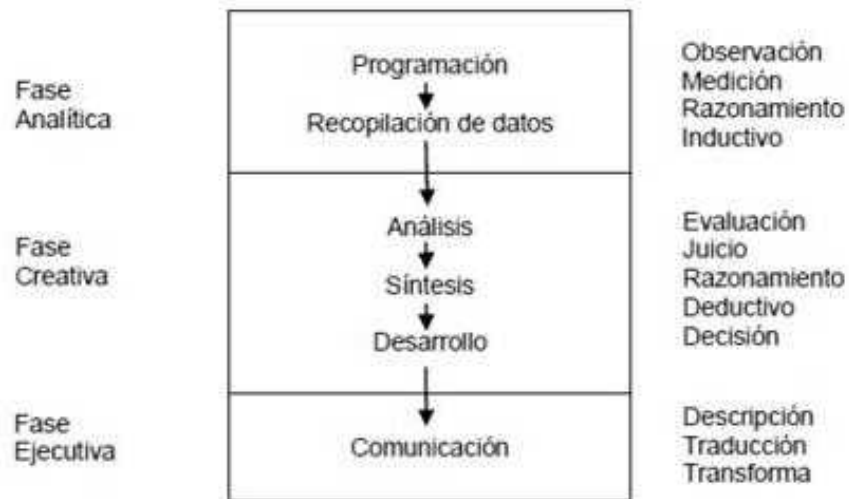 Fase
Analítica
Programación
Recopilación de datos
Observación
Medición
Razonamiento
Inductivo
Fase
Creativa
Análisis
Síntesis
Desarrollo
Evaluación
Juicio
Razonamiento
Deductivo
Decisión
Fase
Ejecutiva
Comunicación
Descripción
Traducción
Transforma